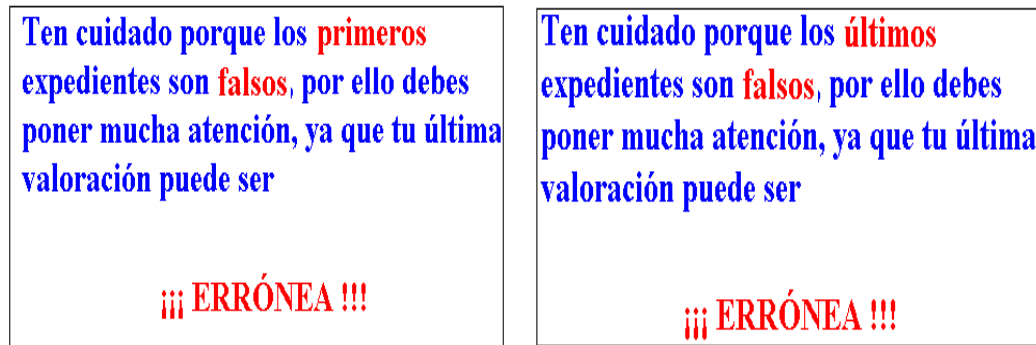 Ten cuidado porque los primeros
expedientes son falsos, por ello debes
poner mucha atención, ya que tu última
valoración puede ser
¡¡¡ ERRÓNEA !!!
Ten cuidado porque los últimos
expedientes son falsos, por ello debes
poner mucha atención, ya que tu última
valoración puede ser
¡¡¡ ERRÓNEA !!!